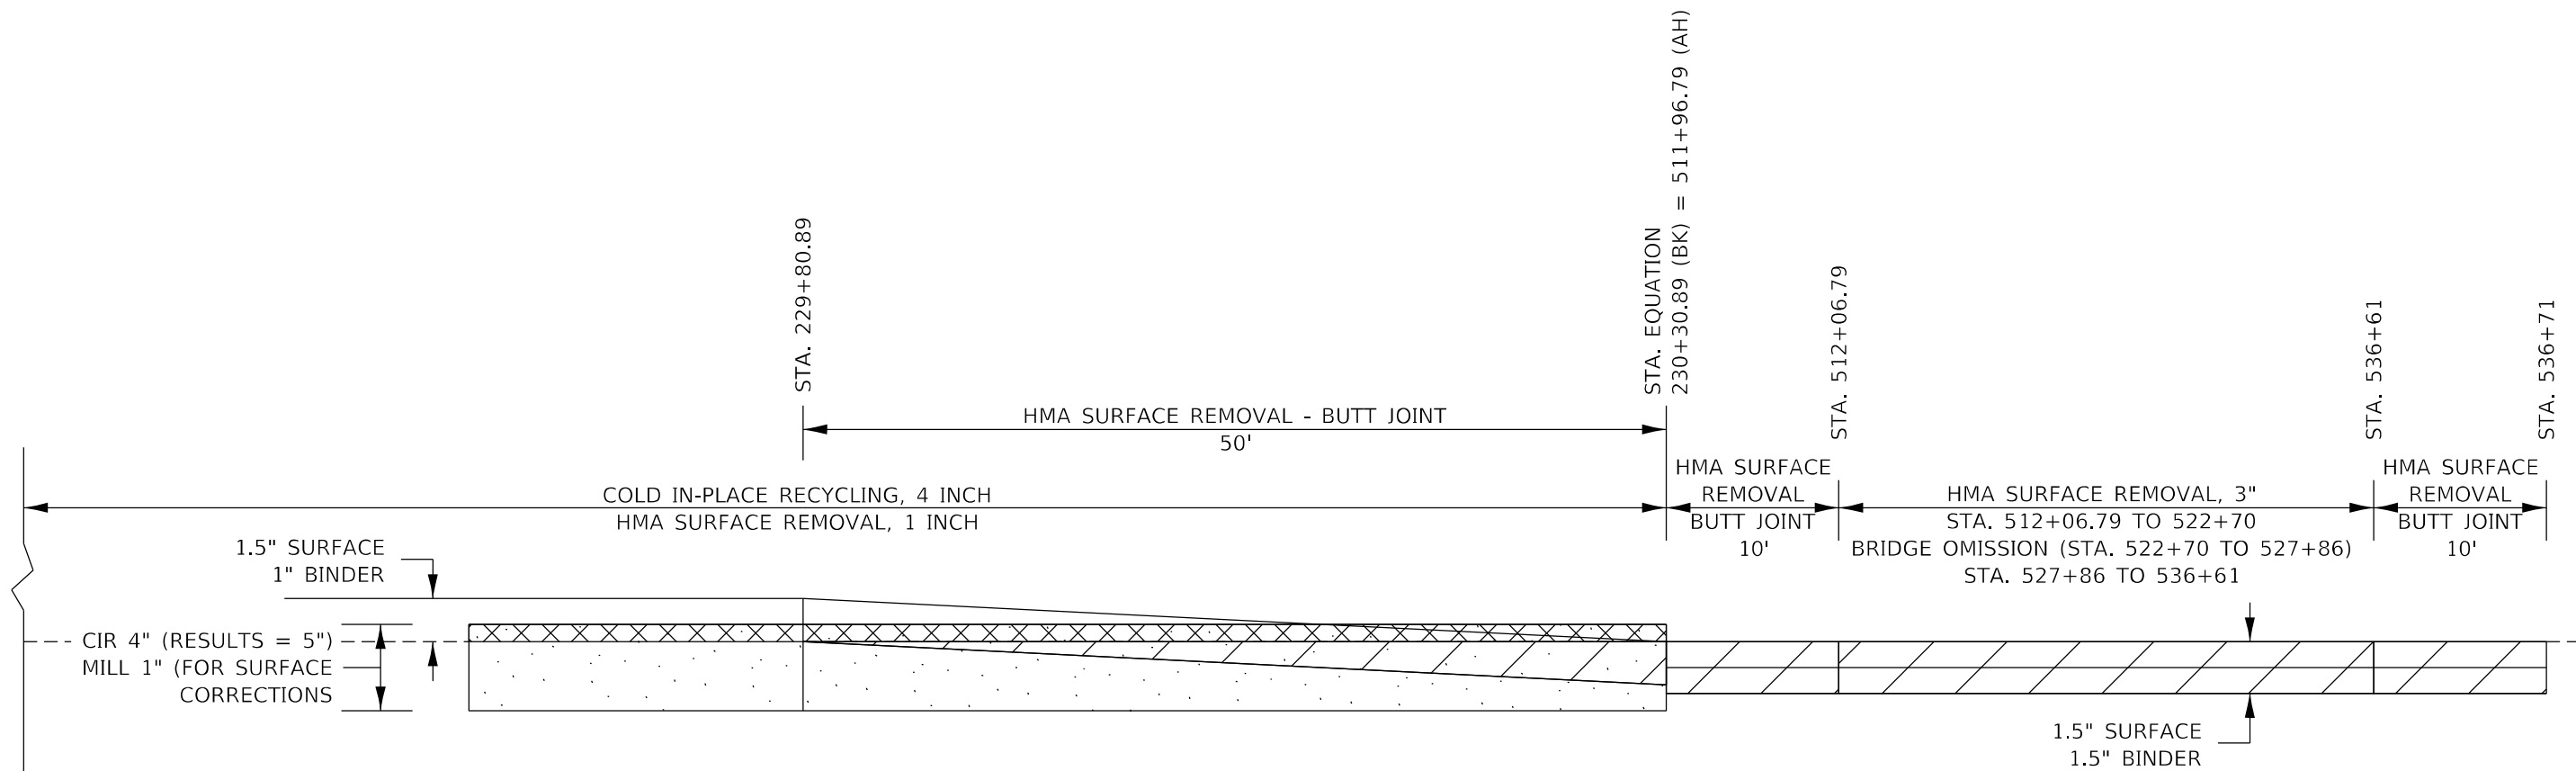 STA. 229+80.89
STA. EQUATION
230+30.89 (BK) = 511+96.79 (AH)
STA. 512+06.79
STA. 536+61
STA. 536+71
HMA SURFACE REMOVAL - BUTT JOINT
50'
COLD IN-PLACE RECYCLING, 4 INCH
HMA SURFACE REMOVAL, 1 INCH
HMA SURFACE
REMOVAL
BUTT JOINT
10'
HMA SURFACE REMOVAL, 3"
STA. 512+06.79 TO 522+70
BRIDGE OMISSION (STA. 522+70 TO 527+86)
STA. 527+86 TO 536+61
HMA SURFACE
REMOVAL
BUTT JOINT
10'
1.5" SURFACE
1" BINDER
CIR 4" (RESULTS = 5")
MILL 1" (FOR SURFACE
CORRECTIONS
1.5" SURFACE
1.5" BINDER